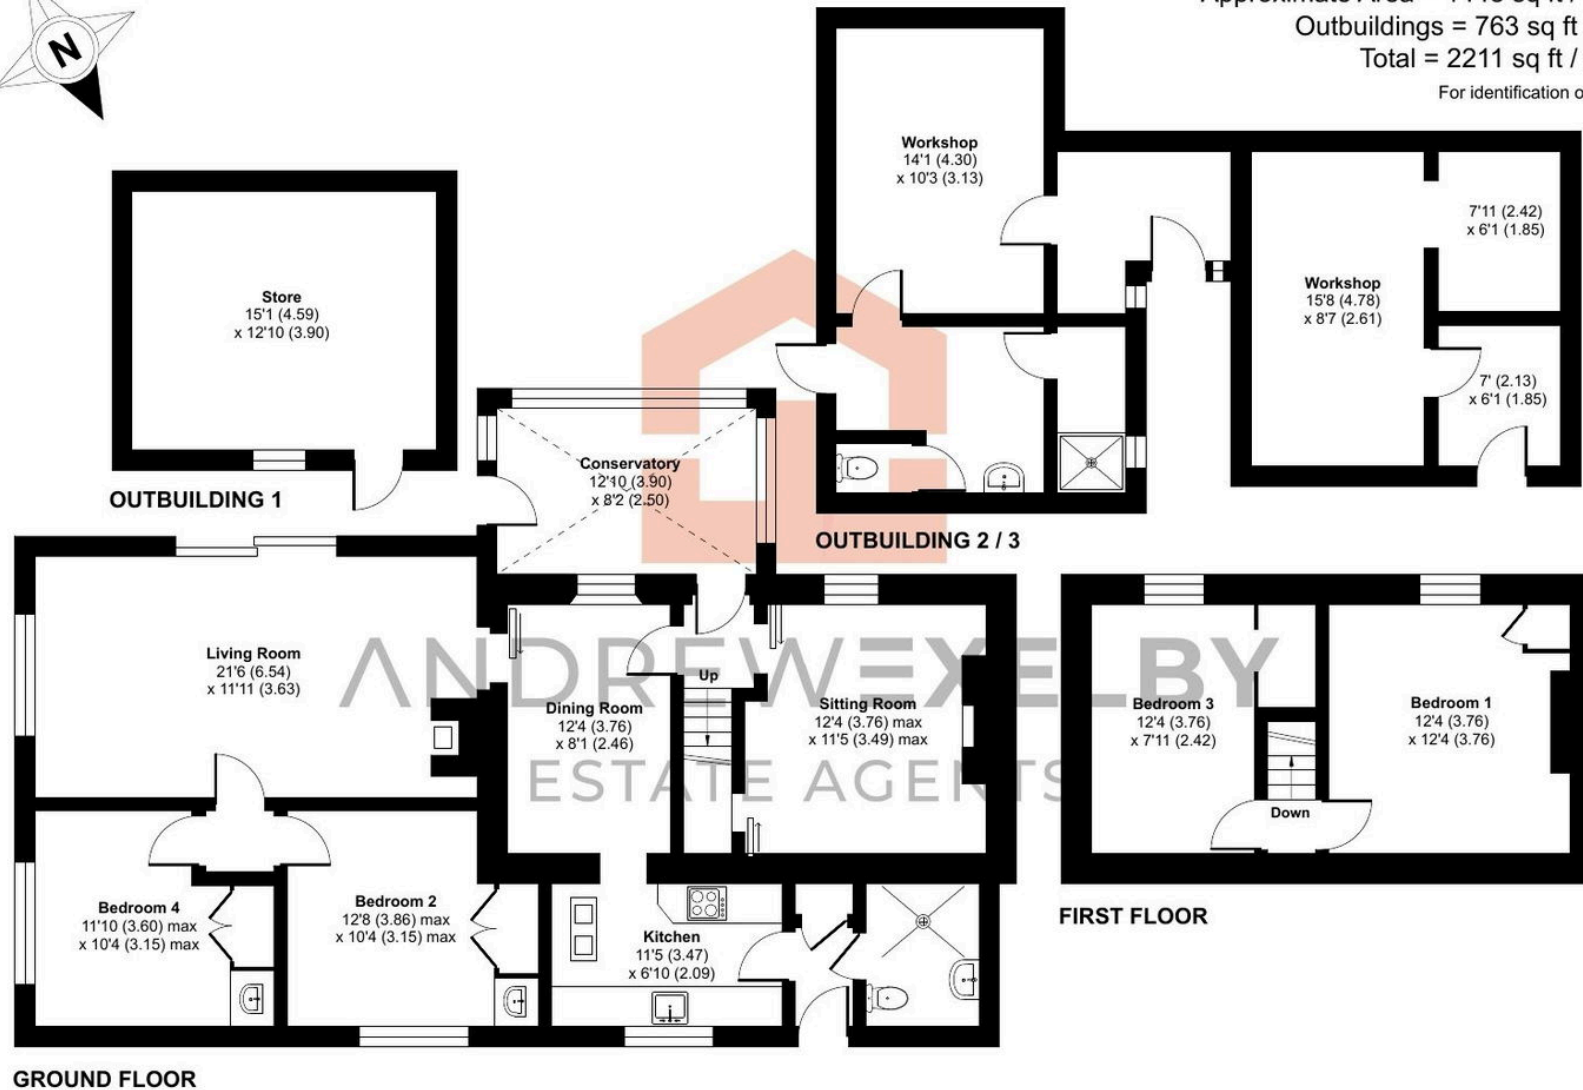 N
Outbuildings = 763 sq ft
Total = 2211 sq ft /
For identification
Workshop
14'1 (4.30)
x 10'3 (3.13)
7'11 (2.42)
x 6'1 (1.85)
Workshop
15'8 (4.78)
x 8'7 (2.61)
7' (2.13)
x 6'1 (1.85)
Store
15'1 (4.59)
x 12'10 (3.90)
OUTBUILDING 1
Conservatory
12'10 (3.90)
x 8'2 (2.50)
OUTBUILDING 2 / 3
Living Room
21'6 (6.54)
x 11'11 (3.63)
ANDREW EXELBY
ESTATE AGENTS
Up
Dining Room
12'4 (3.76)
x 8'1 (2.46)
Sitting Room
12'4 (3.76) max
x 11'5 (3.49) max
Bedroom 3
12'4 (3.76)
x 7'11 (2.42)
Bedroom 1
12'4 (3.76)
x 12'4 (3.76)
Down
Bedroom 4
11'10 (3.60) max
x 10'4 (3.15) max
Bedroom 2
12'8 (3.86) max
x 10'4 (3.15) max
Kitchen
11'5 (3.47)
x 6'10 (2.09)
FIRST FLOOR
GROUND FLOOR